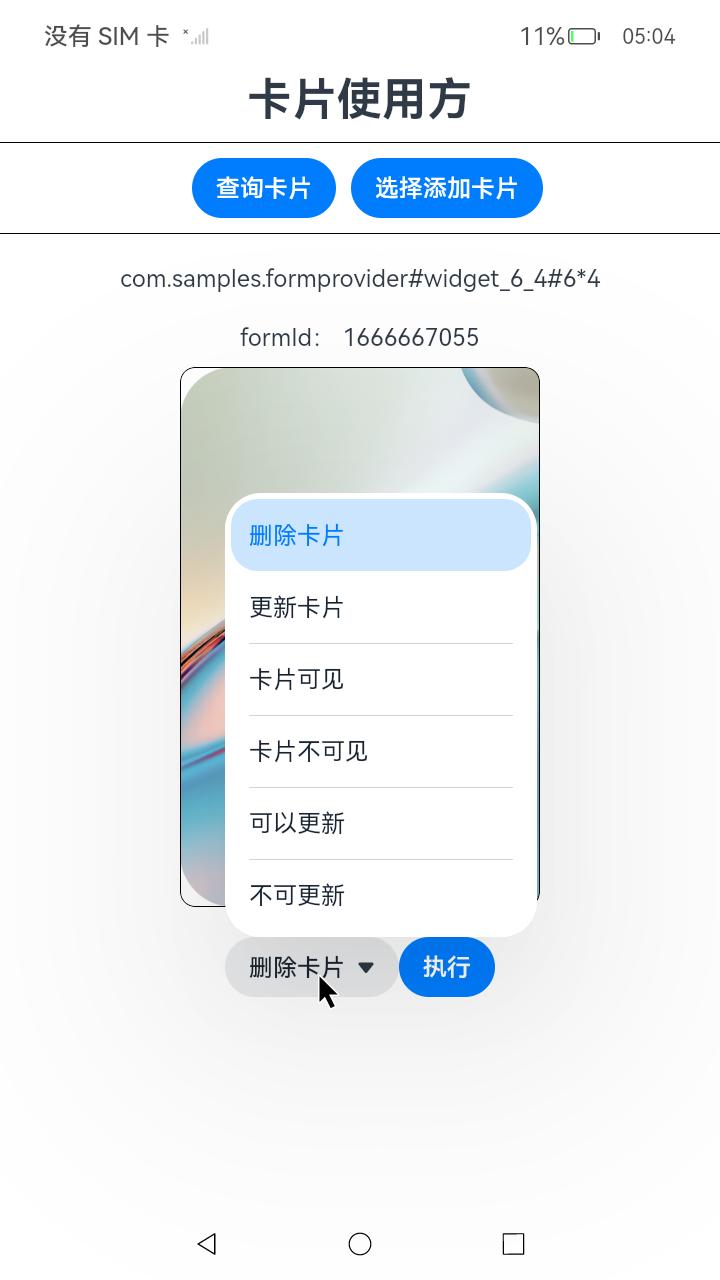 没有 SIM 卡
11%
05:04
卡片使用方
查询卡片
选择添加卡片
com.samples.formprovider#widget_6_4#6*4
formId： 1666667055
删除卡片
更新卡片
卡片可见
卡片不可见
可以更新
不可更新
删除卡片
执行